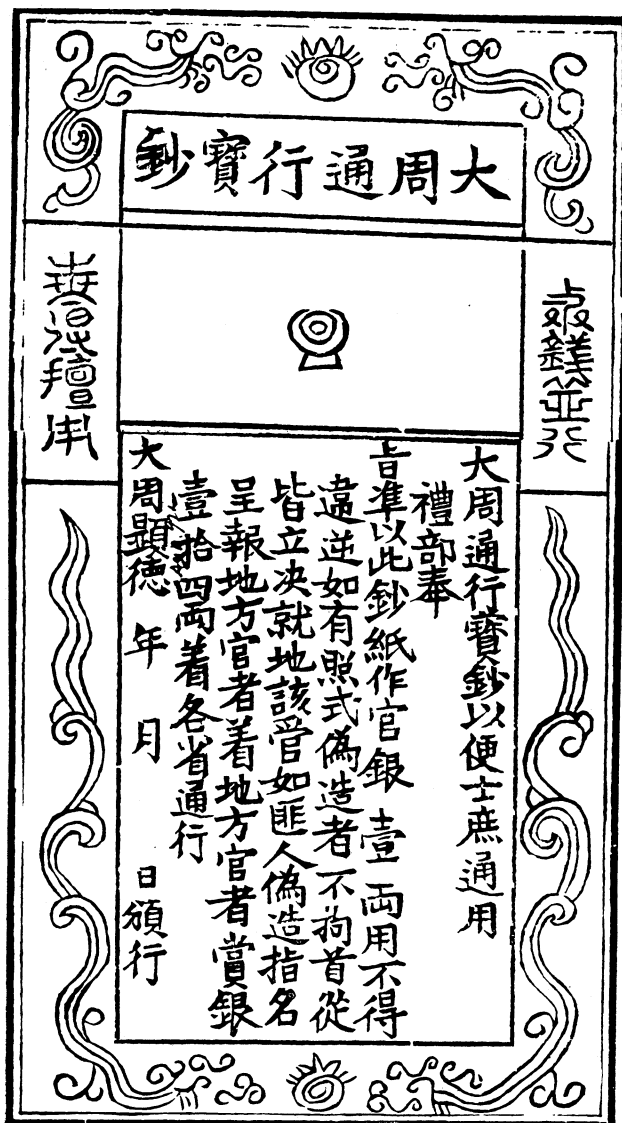 大周通行寶鈔
大周通行寶鈔以便士庶通用
禮部奉
旨準以此鈔紙作官銀 壹 両用不得
違逆如有照式偽造者不拘首從
皆立决就地該管如匪人偽造指名
呈報地方官者着地方官者賞銀
壹拾四両着各省通行
大周顯德 年 月 日頒行